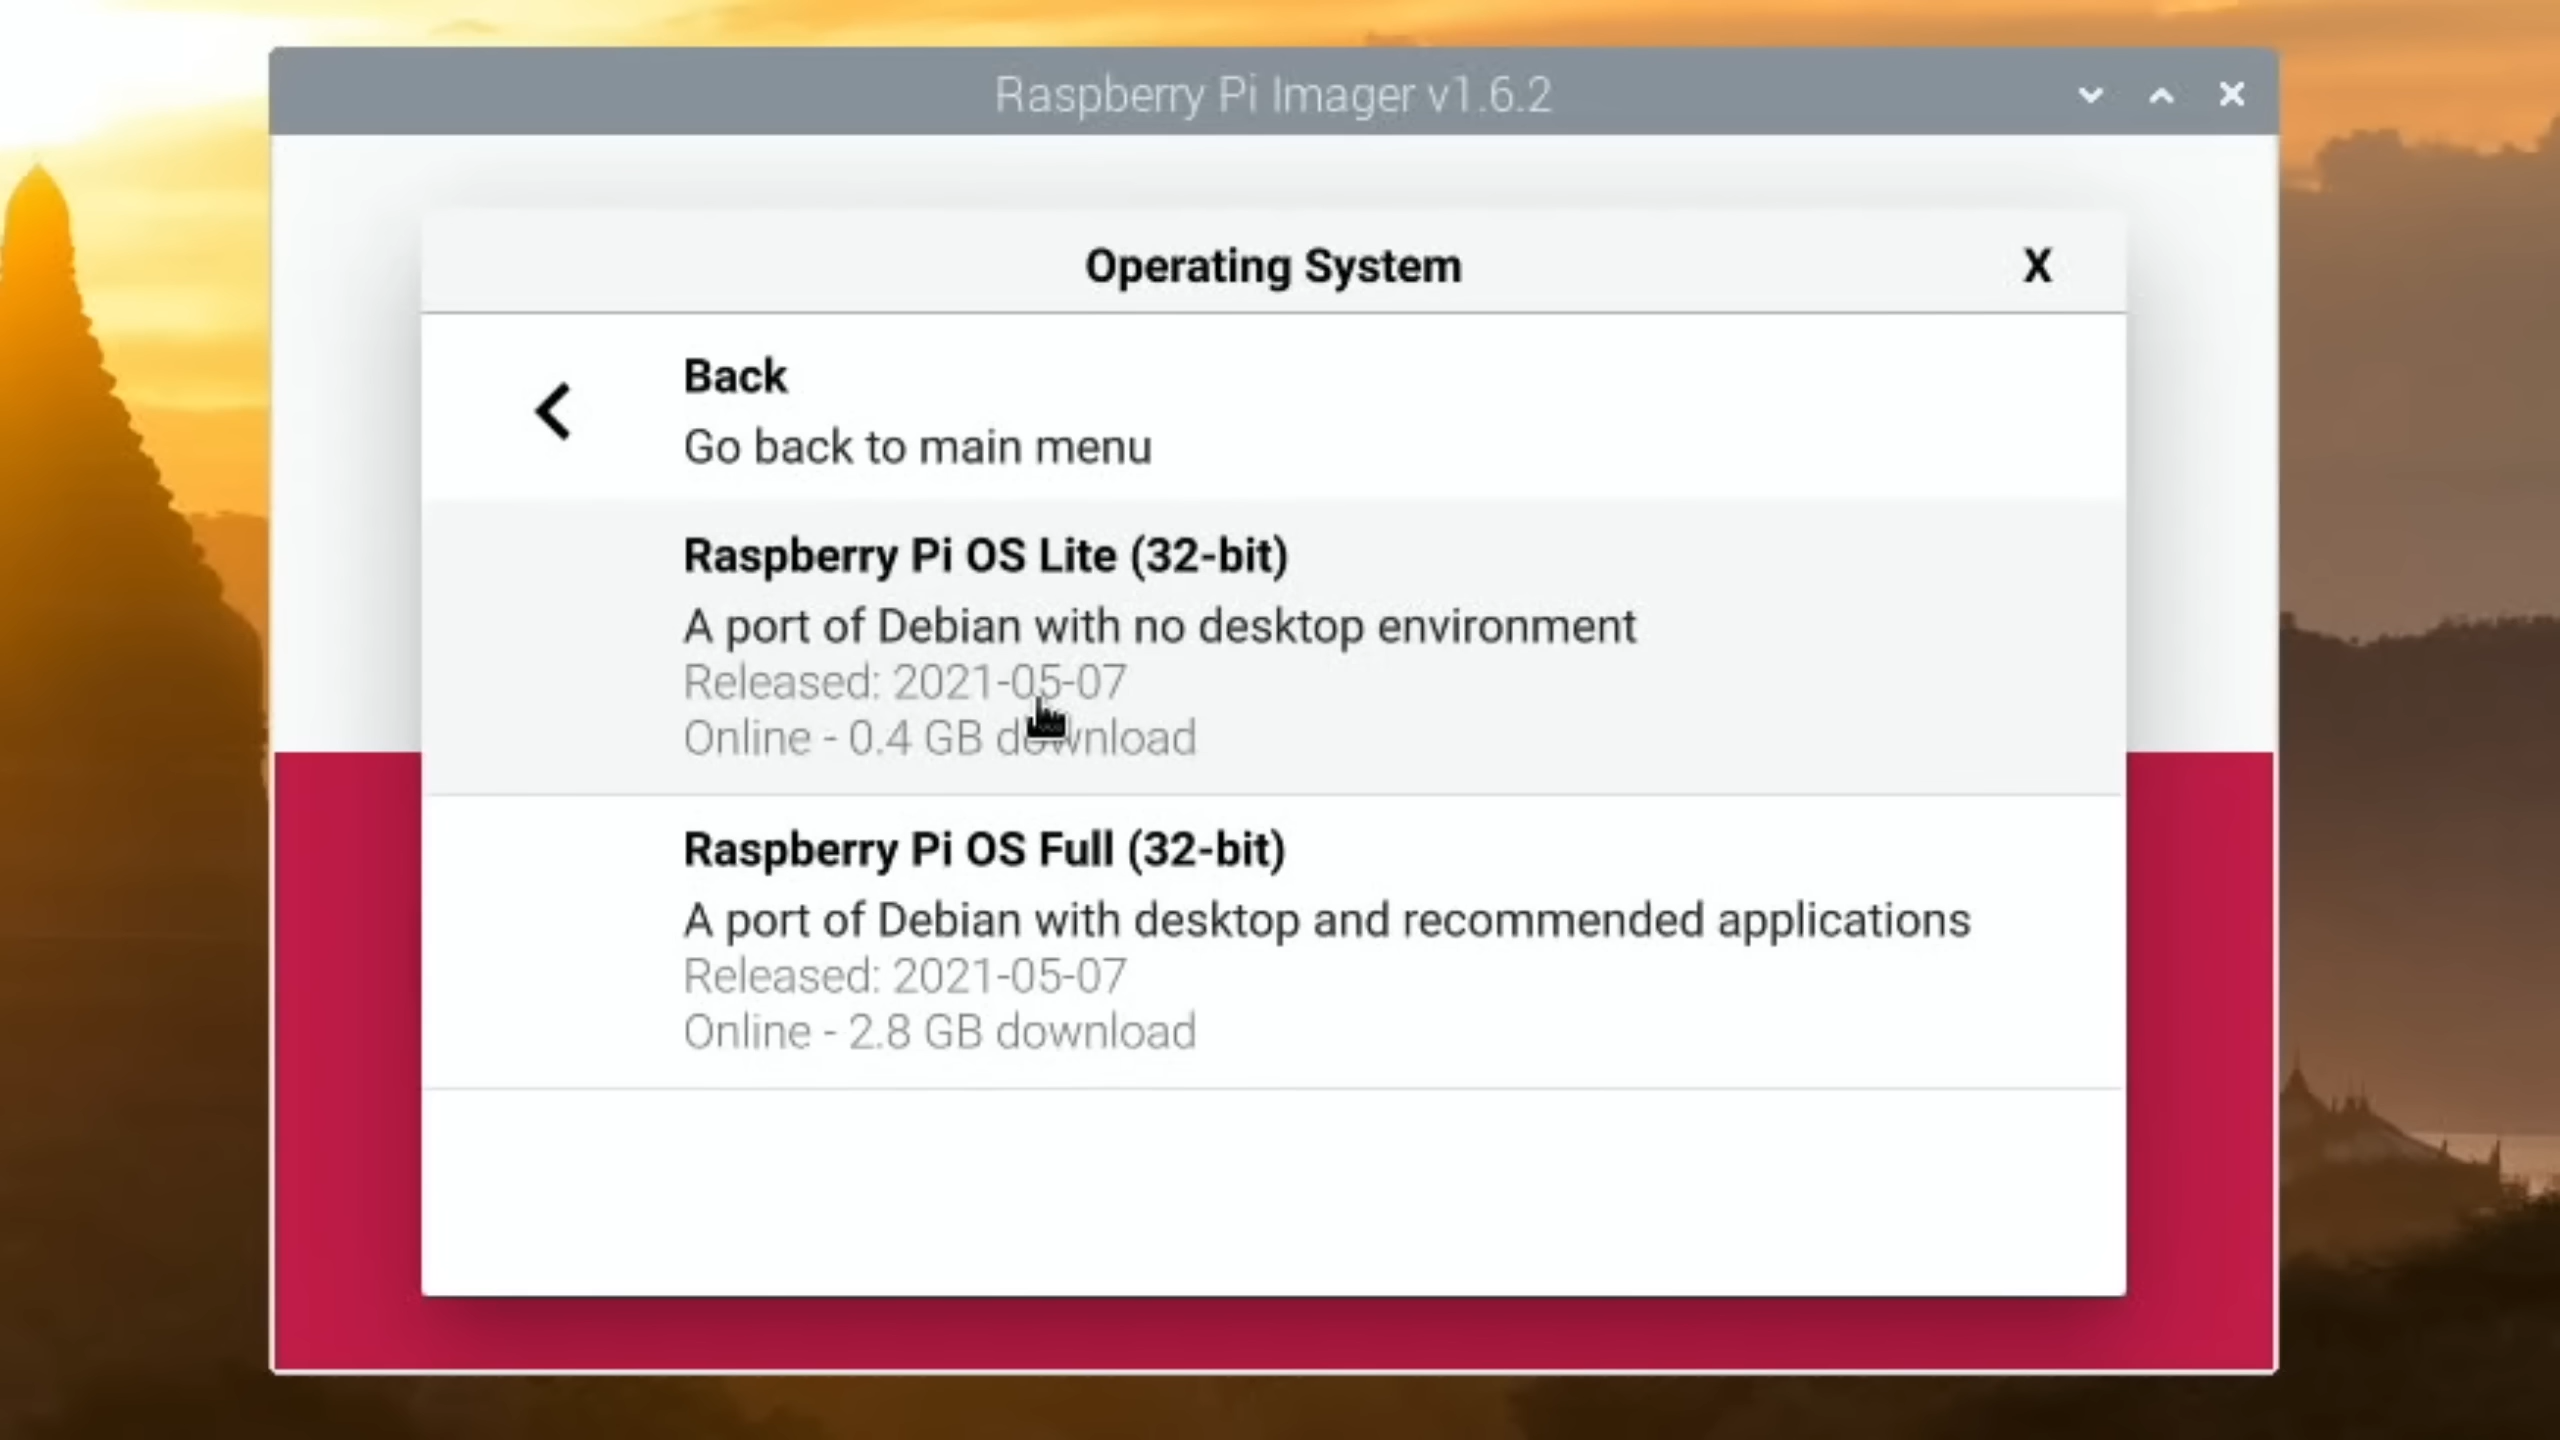 Raspberry Pi Imager v1.6.2
Operating System
X
Back
Go back to main menu
Raspberry Pi OS Lite (32-bit)
A port of Debian with no desktop environment
Released: 2021-05-07
Online - 0.4 GB download
Raspberry Pi OS Full (32-bit)
A port of Debian with desktop and recommended applications
Released: 2021-05-07
Online - 2.8 GB download